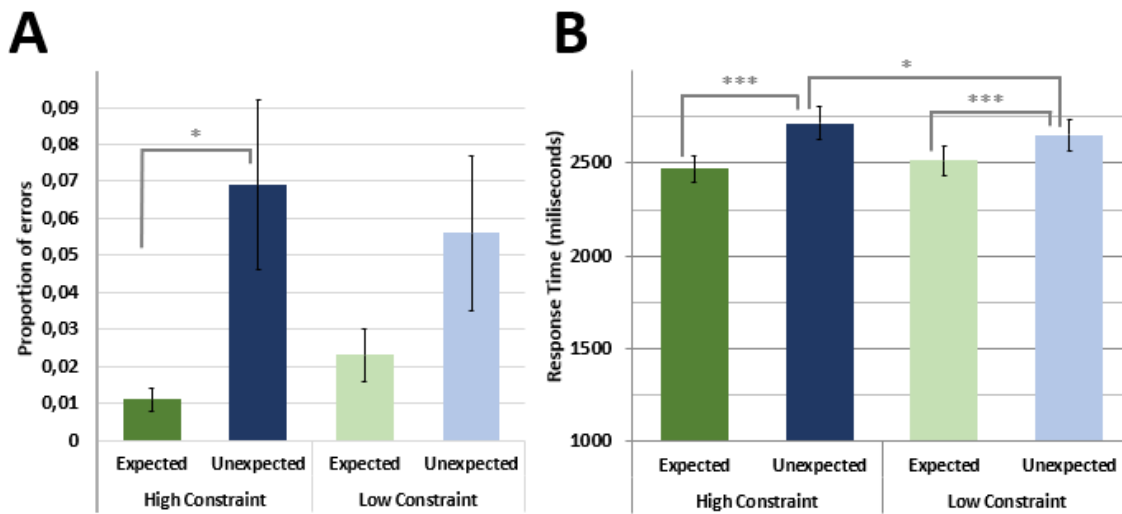 A
Proportion of errors
0,09
0,08
0,07
0,06
0,05
0,04
0,03
0,02
0,01
0
*
Expected Unexpected Expected Unexpected
High Constraint Low Constraint
B
Response Time (miliseconds)
2500
2000
1500
1000
***
*
***
Expected Unexpected Expected Unexpected
High Constraint Low Constraint